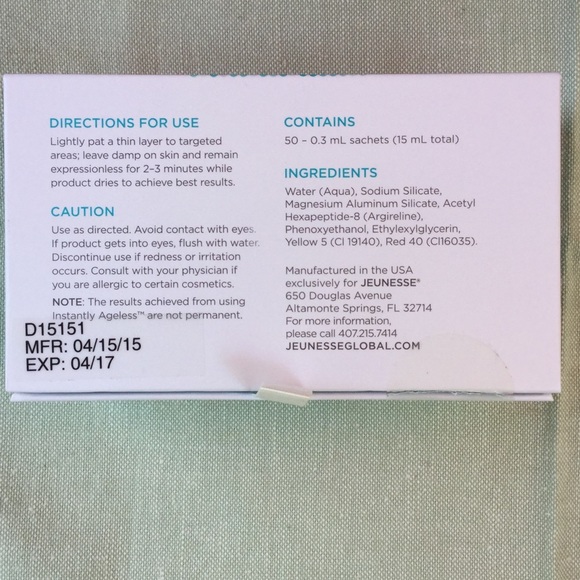 DIRECTIONS FOR USE
Lightly pat a thin layer to targeted
areas; leave damp on skin and remain
expressionless for 2–3 minutes while
product dries to achieve best results.
CAUTION
Use as directed. Avoid contact with eyes.
If product gets into eyes, flush with water.
Discontinue use if redness or irritation
occurs. Consult with your physician if
you are allergic to certain cosmetics.
NOTE: The results achieved from using
Instantly Ageless™ are not permanent.
D15151
MFR: 04/15/15
EXP: 04/17
CONTAINS
50 – 0.3 mL sachets (15 mL total)
INGREDIENTS
Water (Aqua), Sodium Silicate,
Magnesium Aluminum Silicate, Acetyl
Hexapeptide-8 (Argireline),
Phenoxyethanol, Ethylexylglycerin,
Yellow 5 (CI 19140), Red 40 (CI16035).
Manufactured in the USA
exclusively for JEUNESSE®
650 Douglas Avenue
Altamonte Springs, FL 32714
For more information,
please call 407.215.7414
JEUNESSEGLOBAL.COM